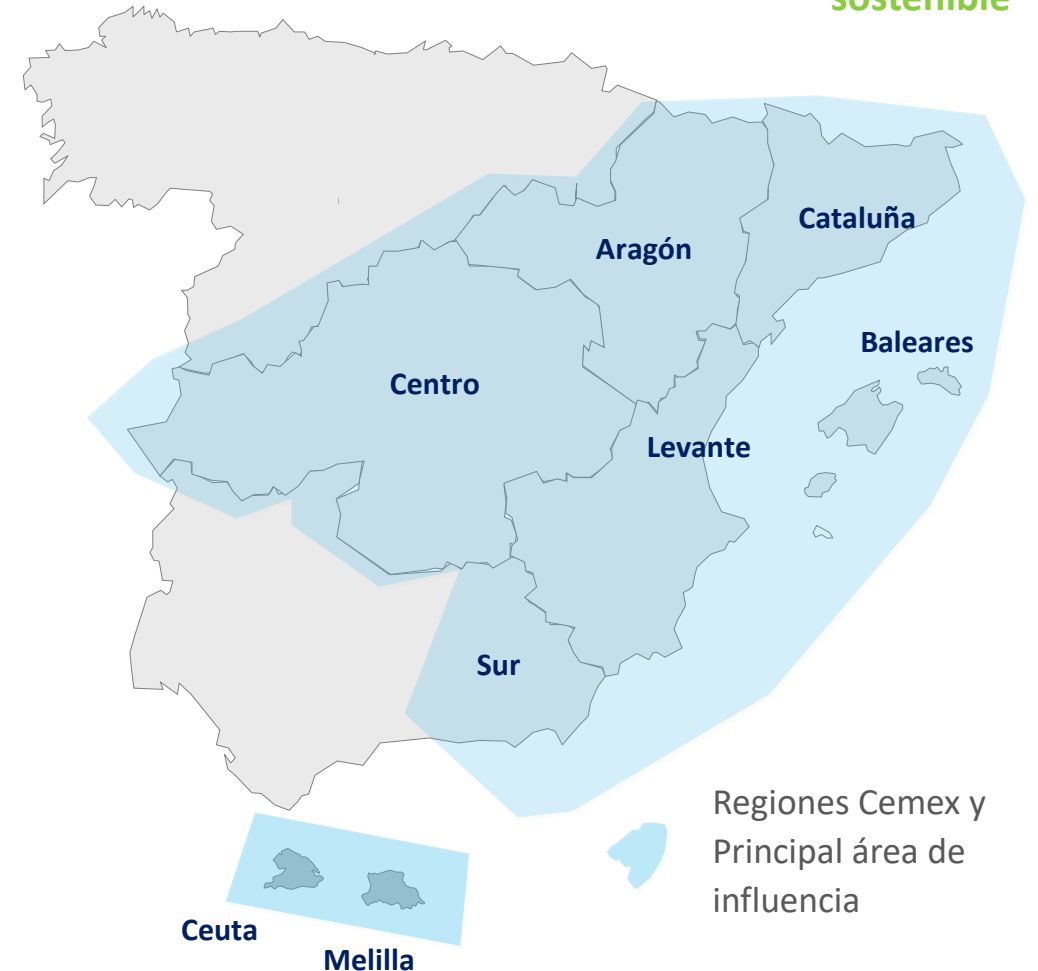 sostenible
Cataluña
Aragón
Baleares
Centro
Levante
Sur
Regiones Cemex y
Principal área de
influencia
Ceuta
Melilla